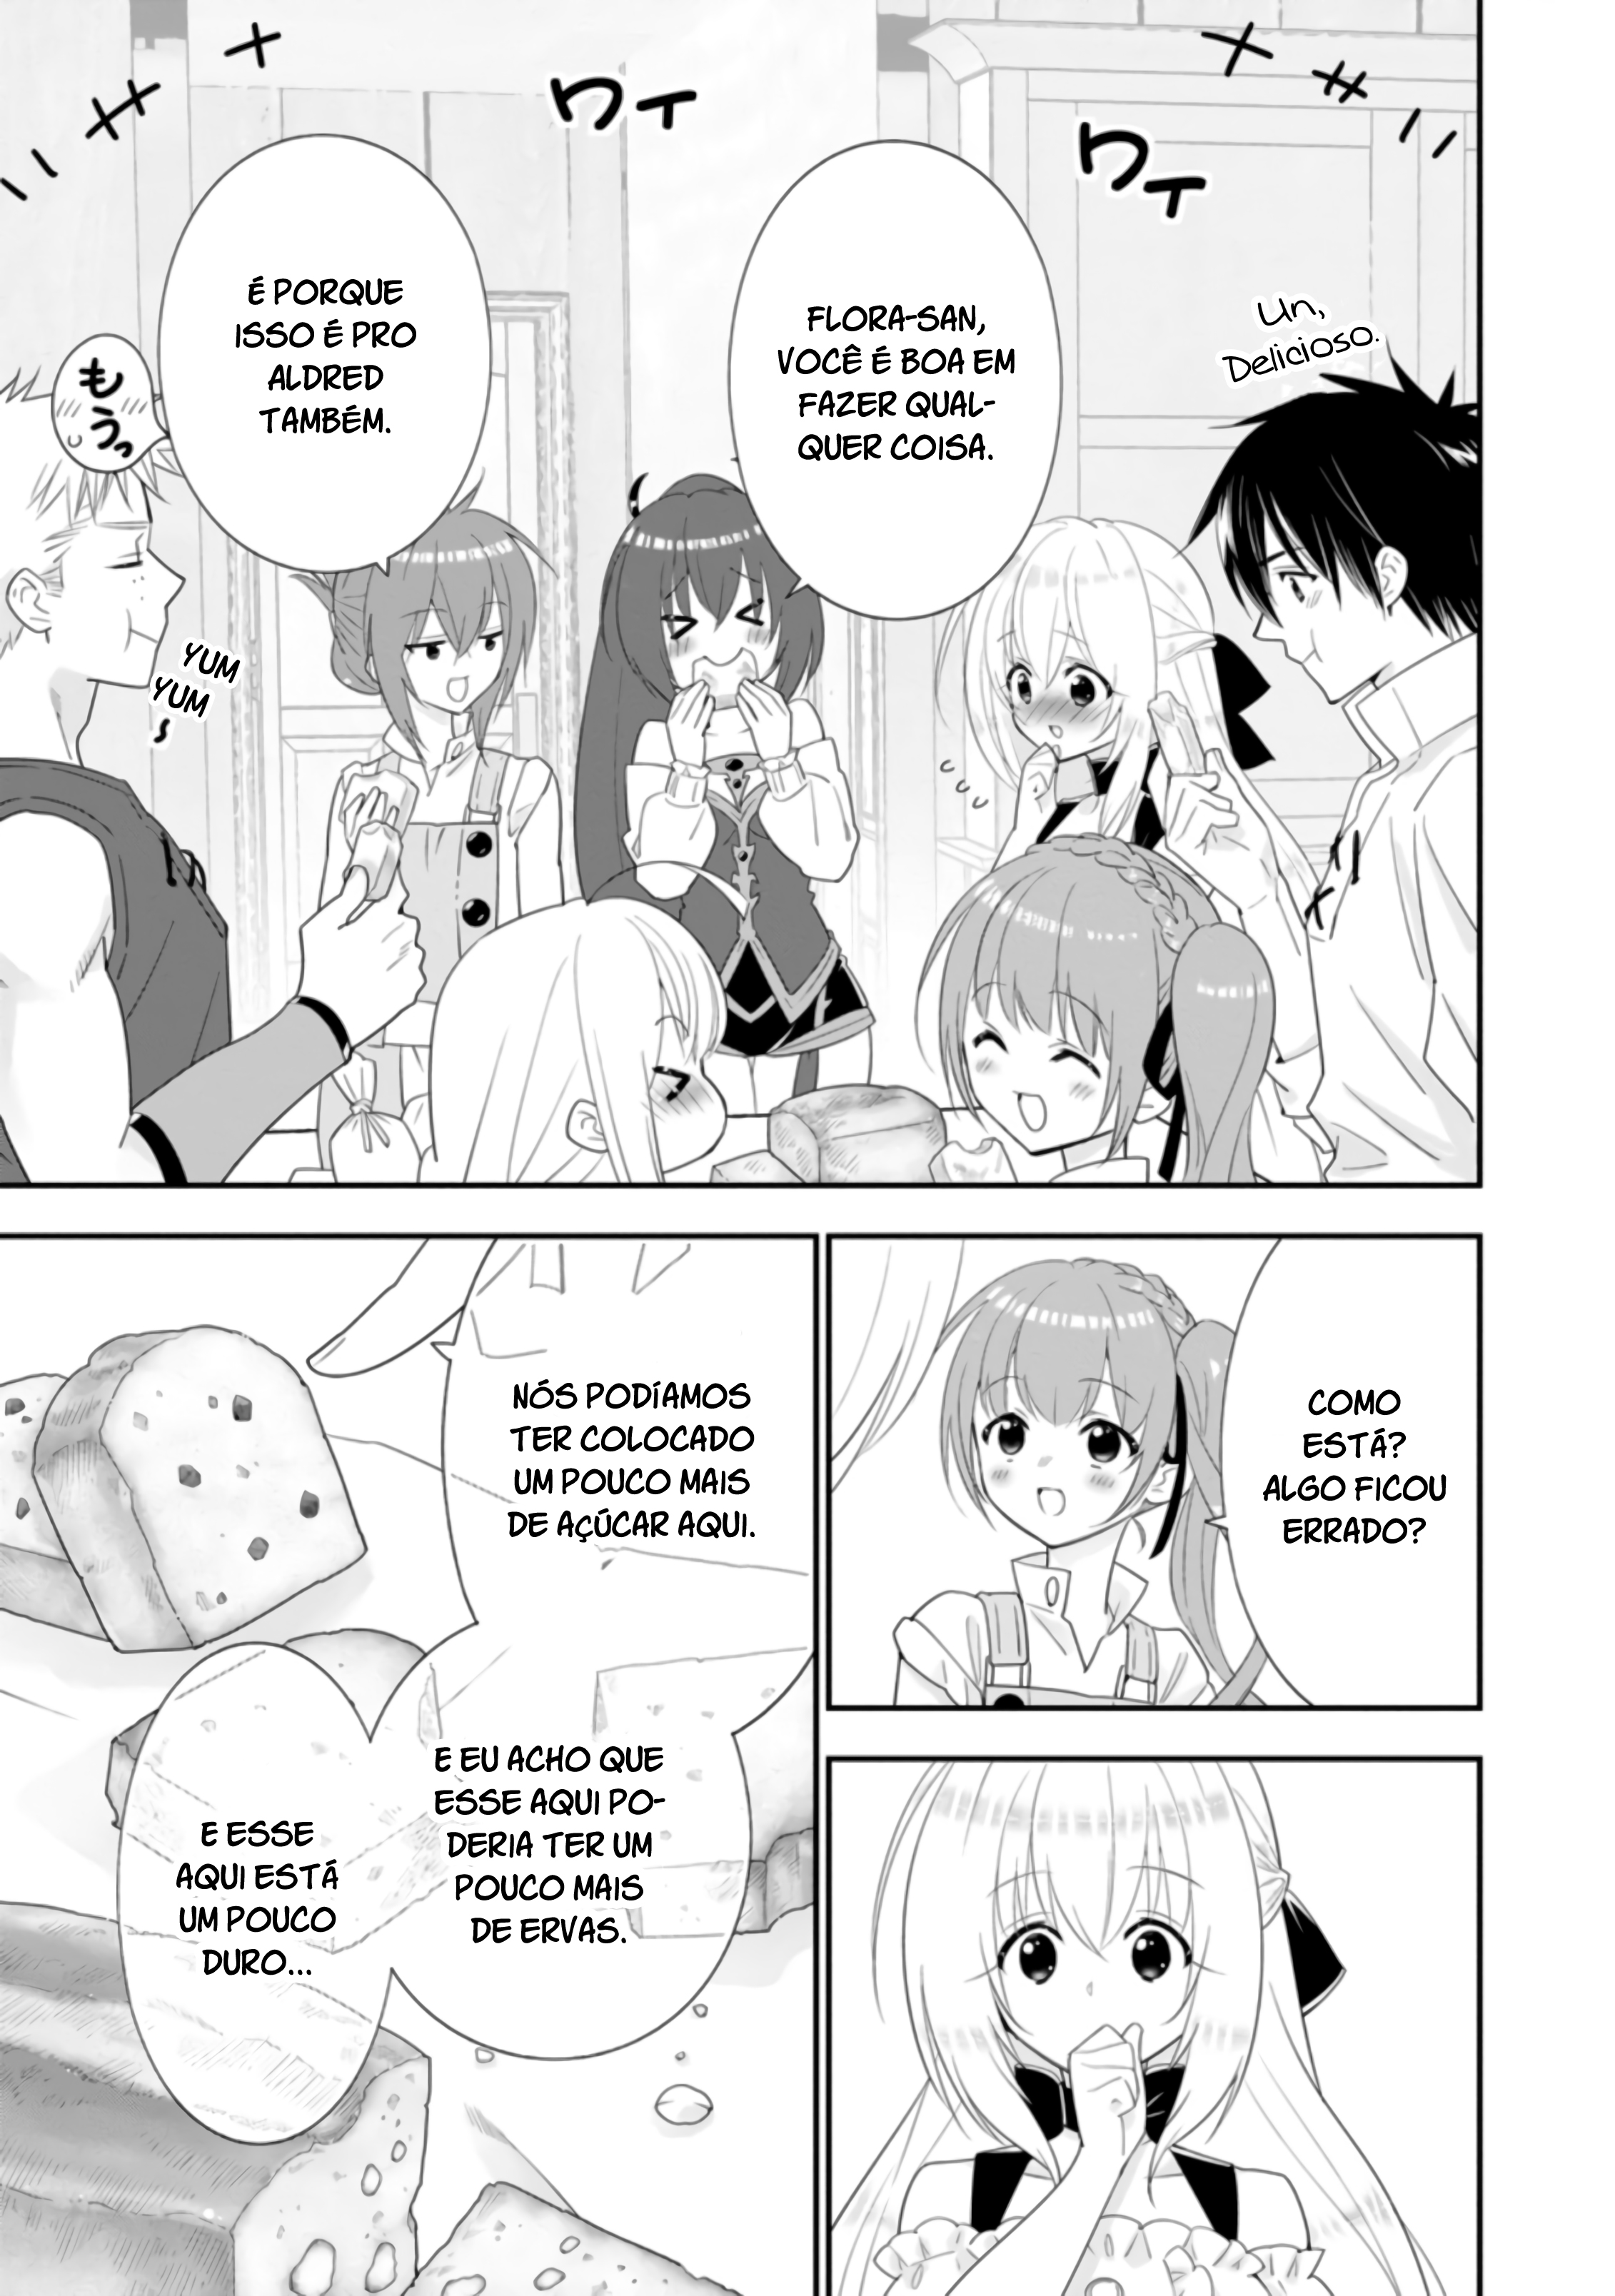 ワイ
ワイ
Un,
Delicioso.
FLORA-SAN,
VOCÊ É BOA EM
FAZER QUAL-
QUER COISA.
É PORQUE
ISSO É PRO
ALDRED
TAMBÉM.
もうっ
YUM
YUM
~
COMO
ESTÁ?
ALGO FICOU
ERRADO?
NÓS PODÍAMOS
TER COLOCADO
UM POUCO MAIS
DE AÇÚCAR AQUI.
E EU ACHO QUE
ESSE AQUI PO-
DERIA TER UM
POUCO MAIS
DE ERVAS.
E ESSE
AQUI ESTÁ
UM POUCO
DURO...